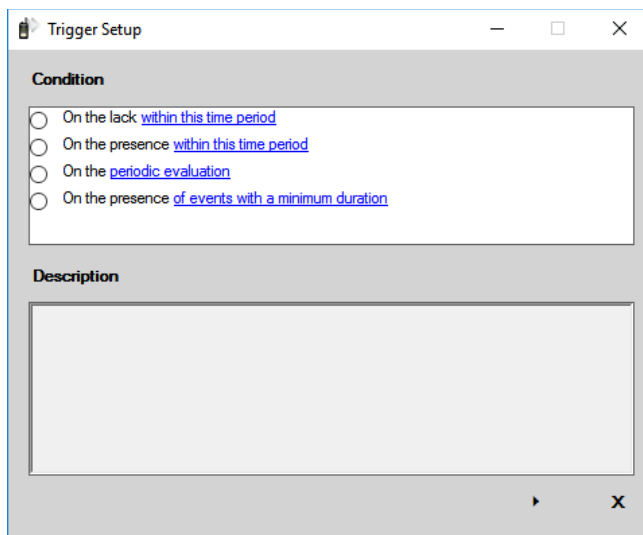 Trigger Setup
Condition
On the lack within this time period
On the presence within this time period
On the periodic evaluation
On the presence of events with a minimum duration
Description
X